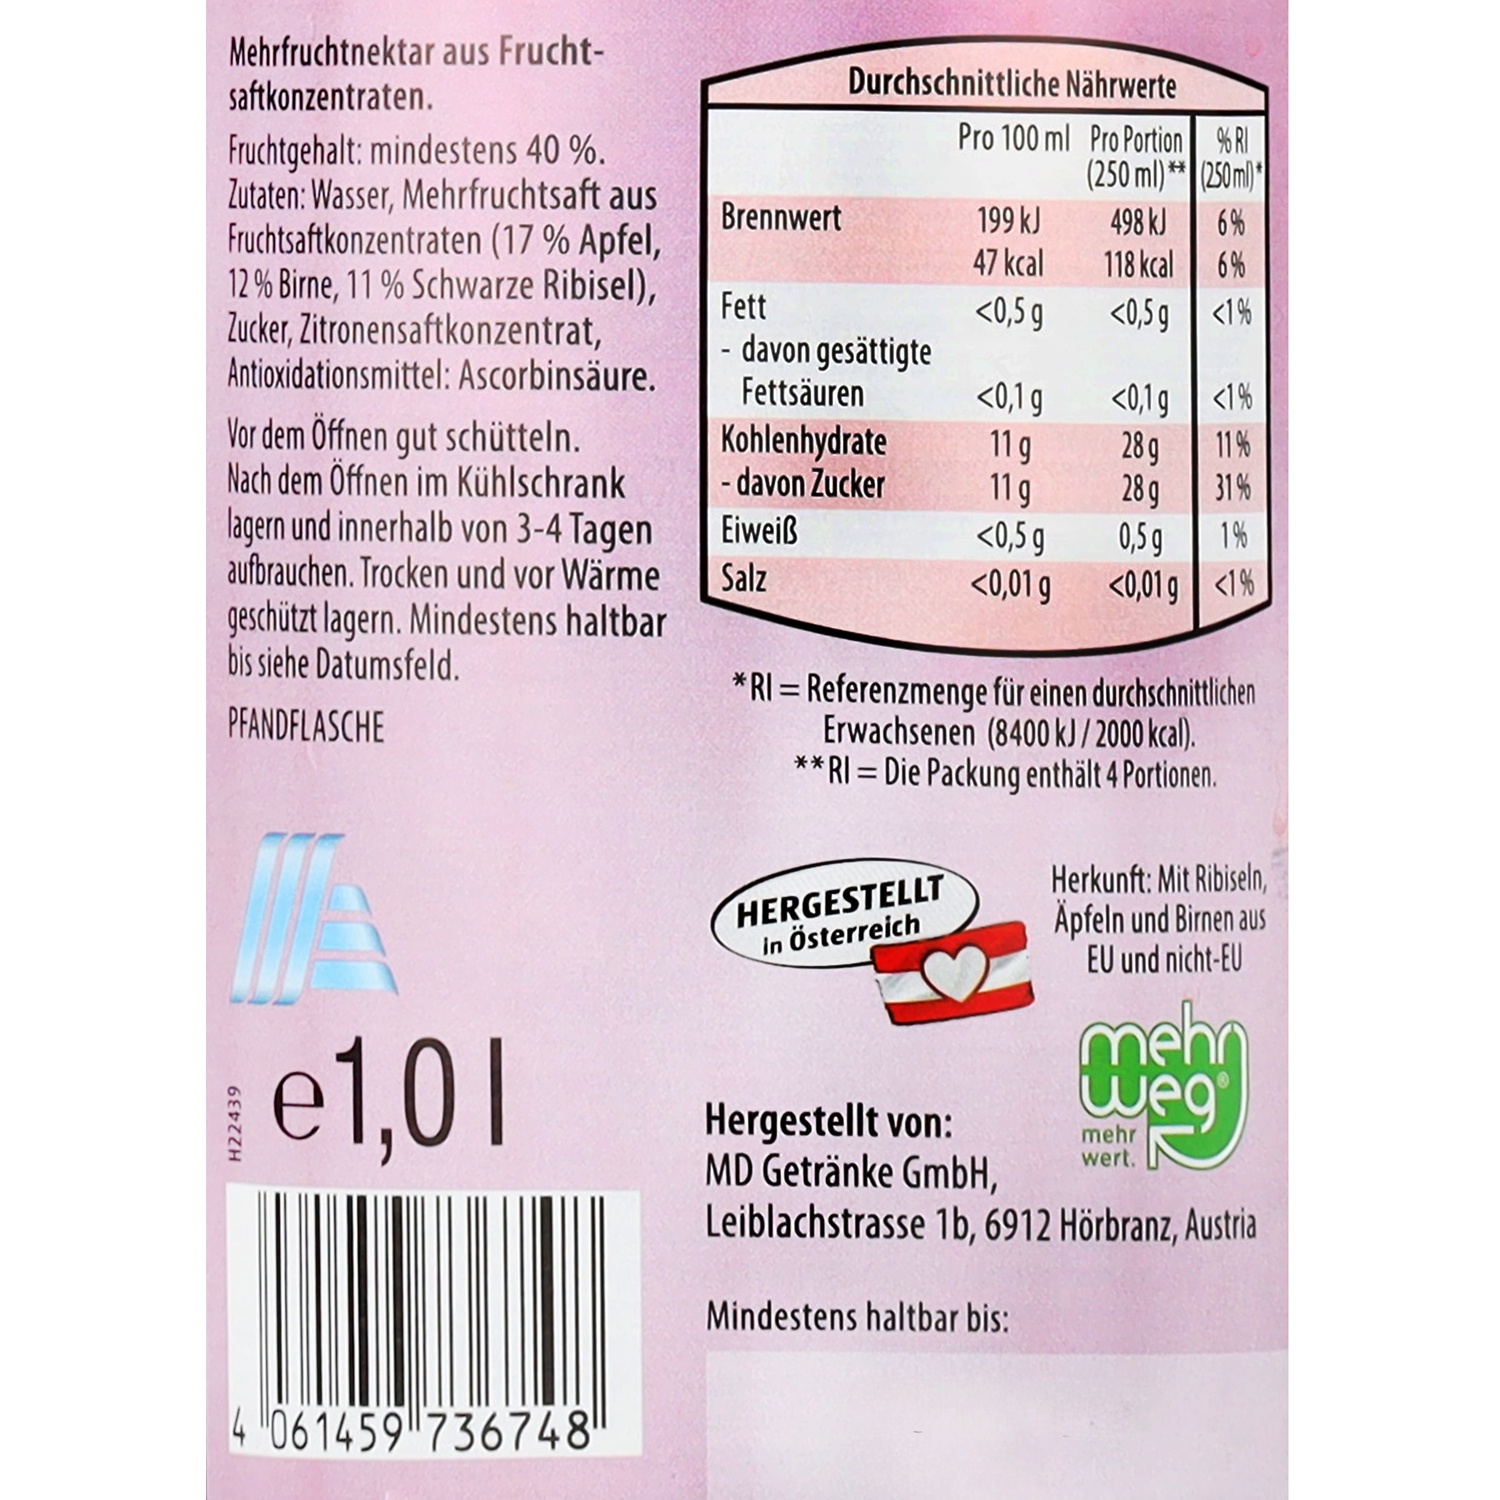 Mehrfruchtnektar aus Frucht-
saftkonzentraten.
Fruchtgehalt: mindestens 40 %.
Zutaten: Wasser, Mehrfruchtsaft aus
Fruchtsaftkonzentraten (17 % Apfel,
12 % Birne, 11 % Schwarze Ribisel),
Zucker, Zitronensaftkonzentrat,
Antioxidationsmittel: Ascorbinsäure.
Vor dem Öffnen gut schütteln.
Nach dem Öffnen im Kühlschrank
lagern und innerhalb von 3-4 Tagen
aufbrauchen. Trocken und vor Wärme
geschützt lagern. Mindestens haltbar
bis siehe Datumsfeld.
PFANDFLASCHE
H22439
e1,0 l
4 061459 736748
Durchschnittliche Nährwerte
Pro 100 ml Pro Portion % RI
(250 ml)** (250 ml)*
Brennwert 199 kJ 498 kJ 6 %
47 kcal 118 kcal 6 %
Fett <0,5 g <0,5 g <1 %
- davon gesättigte
Fettsäuren <0,1 g <0,1 g <1 %
Kohlenhydrate 11 g 28 g 11 %
- davon Zucker 11 g 28 g 31 %
Eiweiß <0,5 g 0,5 g 1 %
Salz <0,01 g <0,01 g <1 %
*RI = Referenzmenge für einen durchschnittlichen
Erwachsenen (8400 kJ / 2000 kcal).
**RI = Die Packung enthält 4 Portionen.
HERGESTELLT
in Österreich
Herkunft: Mit Ribiseln,
Äpfeln und Birnen aus
EU und nicht-EU
mehr
weg®
mehr
wert.
Hergestellt von:
MD Getränke GmbH,
Leiblachstrasse 1b, 6912 Hörbranz, Austria
Mindestens haltbar bis: